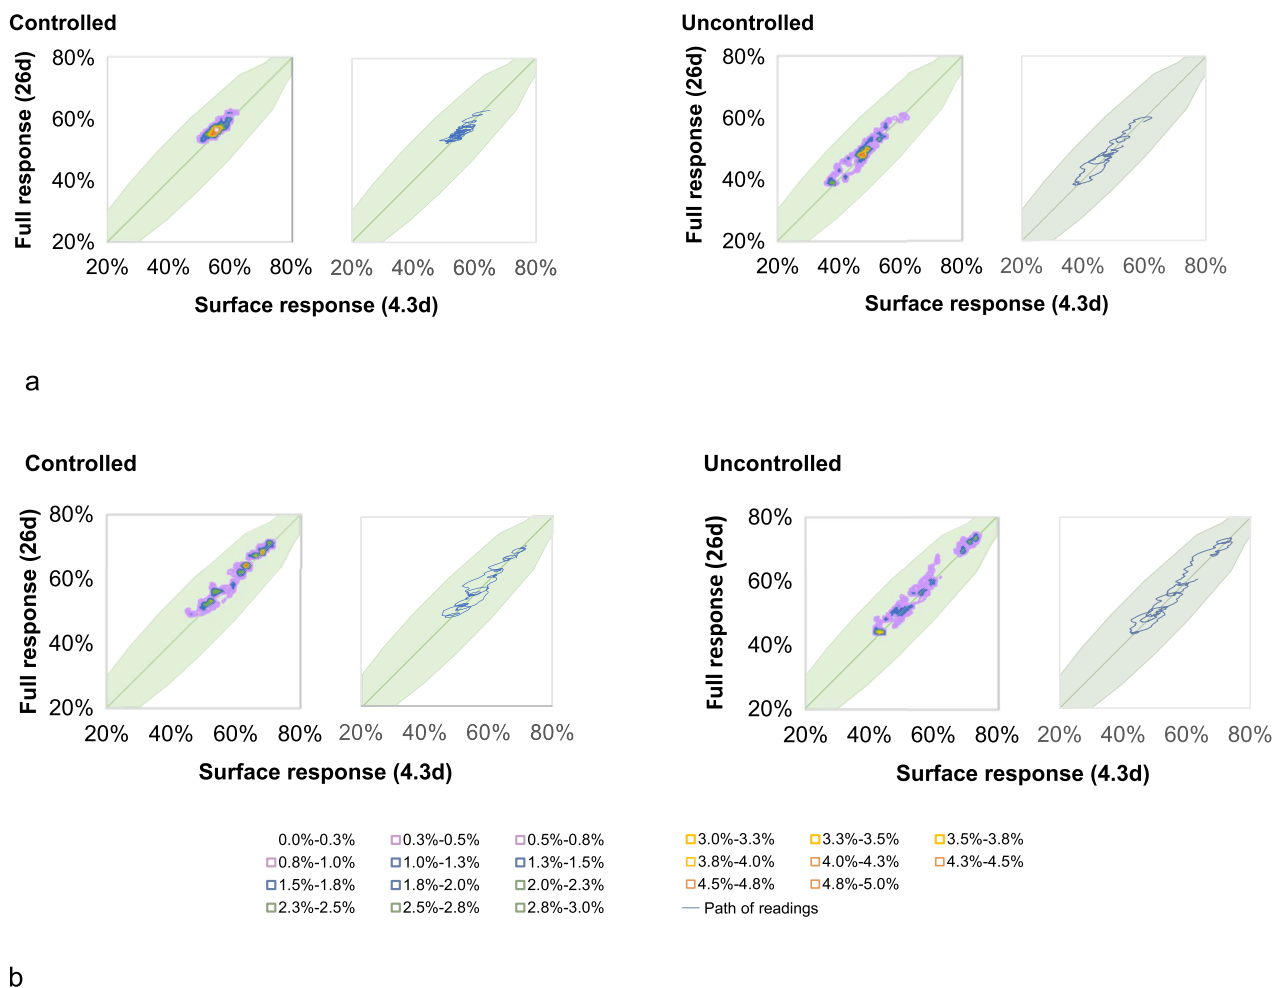 Controlled
Uncontrolled
Full response (26d)
80%
60%
40%
20%
20% 40% 60% 80%
20% 40% 60% 80%
Surface response (4.3d)
Full response (26d)
80%
60%
40%
20%
20% 40% 60% 80%
20% 40% 60% 80%
Surface response (4.3d)
a
Controlled
Uncontrolled
Full response (26d)
80%
60%
40%
20%
20% 40% 60% 80%
20% 40% 60% 80%
Surface response (4.3d)
Full response (26d)
80%
60%
40%
20%
20% 40% 60% 80%
20% 40% 60% 80%
Surface response (4.3d)
0.0%-0.3% 0.3%-0.5% 0.5%-0.8%
0.8%-1.0% 1.0%-1.3% 1.3%-1.5%
1.5%-1.8% 1.8%-2.0% 2.0%-2.3%
2.3%-2.5% 2.5%-2.8% 2.8%-3.0%
3.0%-3.3% 3.3%-3.5% 3.5%-3.8%
3.8%-4.0% 4.0%-4.3% 4.3%-4.5%
4.5%-4.8% 4.8%-5.0%
Path of readings
b